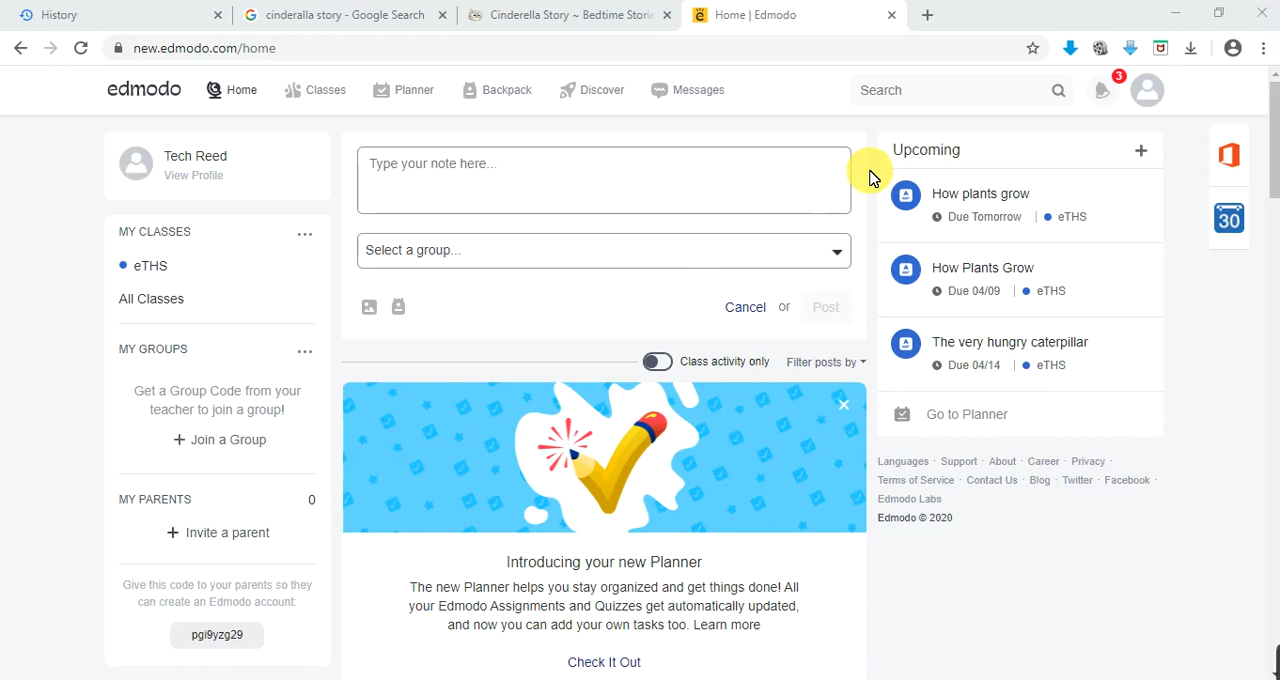 History
cinderalla story - Google Search
Cinderella Story ~ Bedtime Storie
Home | Edmodo
new.edmodo.com/home
edmodo
Home
Classes
Planner
Backpack
Discover
Messages
Search
3
Tech Reed
View Profile
MY CLASSES
eTHS
All Classes
MY GROUPS
Get a Group Code from your
teacher to join a group!
+ Join a Group
MY PARENTS 0
+ Invite a parent
Give this code to your parents so they
can create an Edmodo account:
pgi9yzg29
Type your note here...
Select a group...
Cancel or Post
Class activity only Filter posts by
Introducing your new Planner
The new Planner helps you stay organized and get things done! All
your Edmodo Assignments and Quizzes get automatically updated,
and now you can add your own tasks too. Learn more
Check It Out
Upcoming +
How plants grow
Due Tomorrow | eTHS
How Plants Grow
Due 04/09 | eTHS
The very hungry caterpillar
Due 04/14 | eTHS
Go to Planner
Languages · Support · About · Career · Privacy ·
Terms of Service · Contact Us · Blog · Twitter · Facebook ·
Edmodo Labs
Edmodo © 2020
30